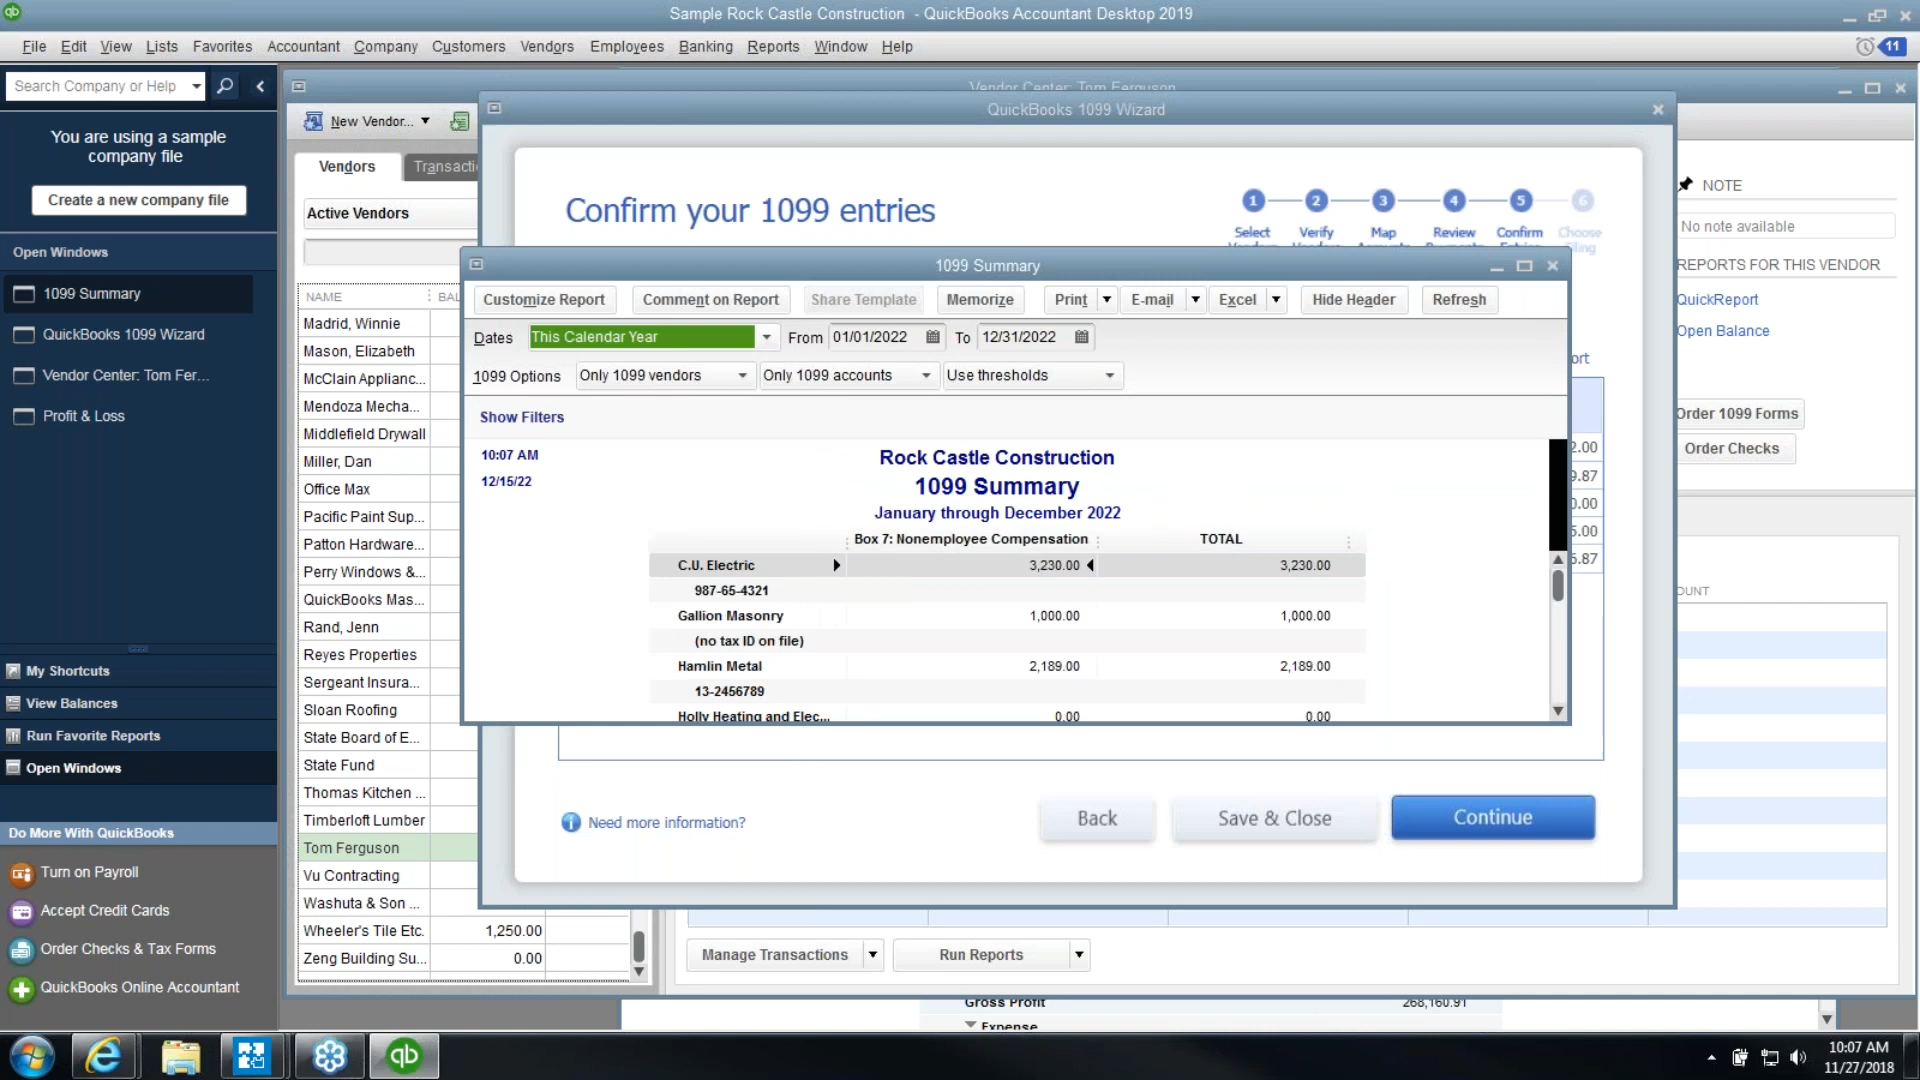 Sample Rock Castle Construction - QuickBooks Accountant Desktop 2019
File Edit View Lists Favorites Accountant Company Customers Vendors Employees Banking Reports Window Help
11
Search Company or Help
You are using a sample
company file
Create a new company file
Open Windows
1099 Summary
QuickBooks 1099 Wizard
Vendor Center: Tom Fer...
Profit & Loss
My Shortcuts
View Balances
Run Favorite Reports
Open Windows
Do More With QuickBooks
Turn on Payroll
Accept Credit Cards
Order Checks & Tax Forms
QuickBooks Online Accountant
Vendor Center: Tom Ferguson
New Vendor...
Vendors
Transacti
Active Vendors
NAME
BAL
Madrid, Winnie
Mason, Elizabeth
McClain Applianc...
Mendoza Mecha...
Middlefield Drywall
Miller, Dan
Office Max
Pacific Paint Sup...
Patton Hardware...
Perry Windows &...
QuickBooks Mas...
Rand, Jenn
Reyes Properties
Sergeant Insura...
Sloan Roofing
State Board of E...
State Fund
Thomas Kitchen ...
Timberloft Lumber
Tom Ferguson
Vu Contracting
Washuta & Son ...
Wheeler's Tile Etc. 1,250.00
Zeng Building Su... 0.00
QuickBooks 1099 Wizard
Confirm your 1099 entries
1 2 3 4 5 6
Select Verify Map Review Confirm Choose
1099 Summary
Customize Report Comment on Report Share Template Memorize Print E-mail Excel Hide Header Refresh
Dates This Calendar Year From 01/01/2022 To 12/31/2022
1099 Options Only 1099 vendors Only 1099 accounts Use thresholds
Show Filters
10:07 AM
12/15/22
Rock Castle Construction
1099 Summary
January through December 2022
Box 7: Nonemployee Compensation TOTAL
C.U. Electric 3,230.00 3,230.00
987-65-4321
Gallion Masonry 1,000.00 1,000.00
(no tax ID on file)
Hamlin Metal 2,189.00 2,189.00
13-2456789
Holly Heating and Elec... 0.00 0.00
ort
2.00
9.87
0.00
5.00
5.87
Need more information?
Back
Save & Close
Continue
NOTE
No note available
REPORTS FOR THIS VENDOR
QuickReport
Open Balance
Order 1099 Forms
Order Checks
OUNT
Manage Transactions
Run Reports
Gross Profit 268,160.91
Expense
10:07 AM
11/27/2018